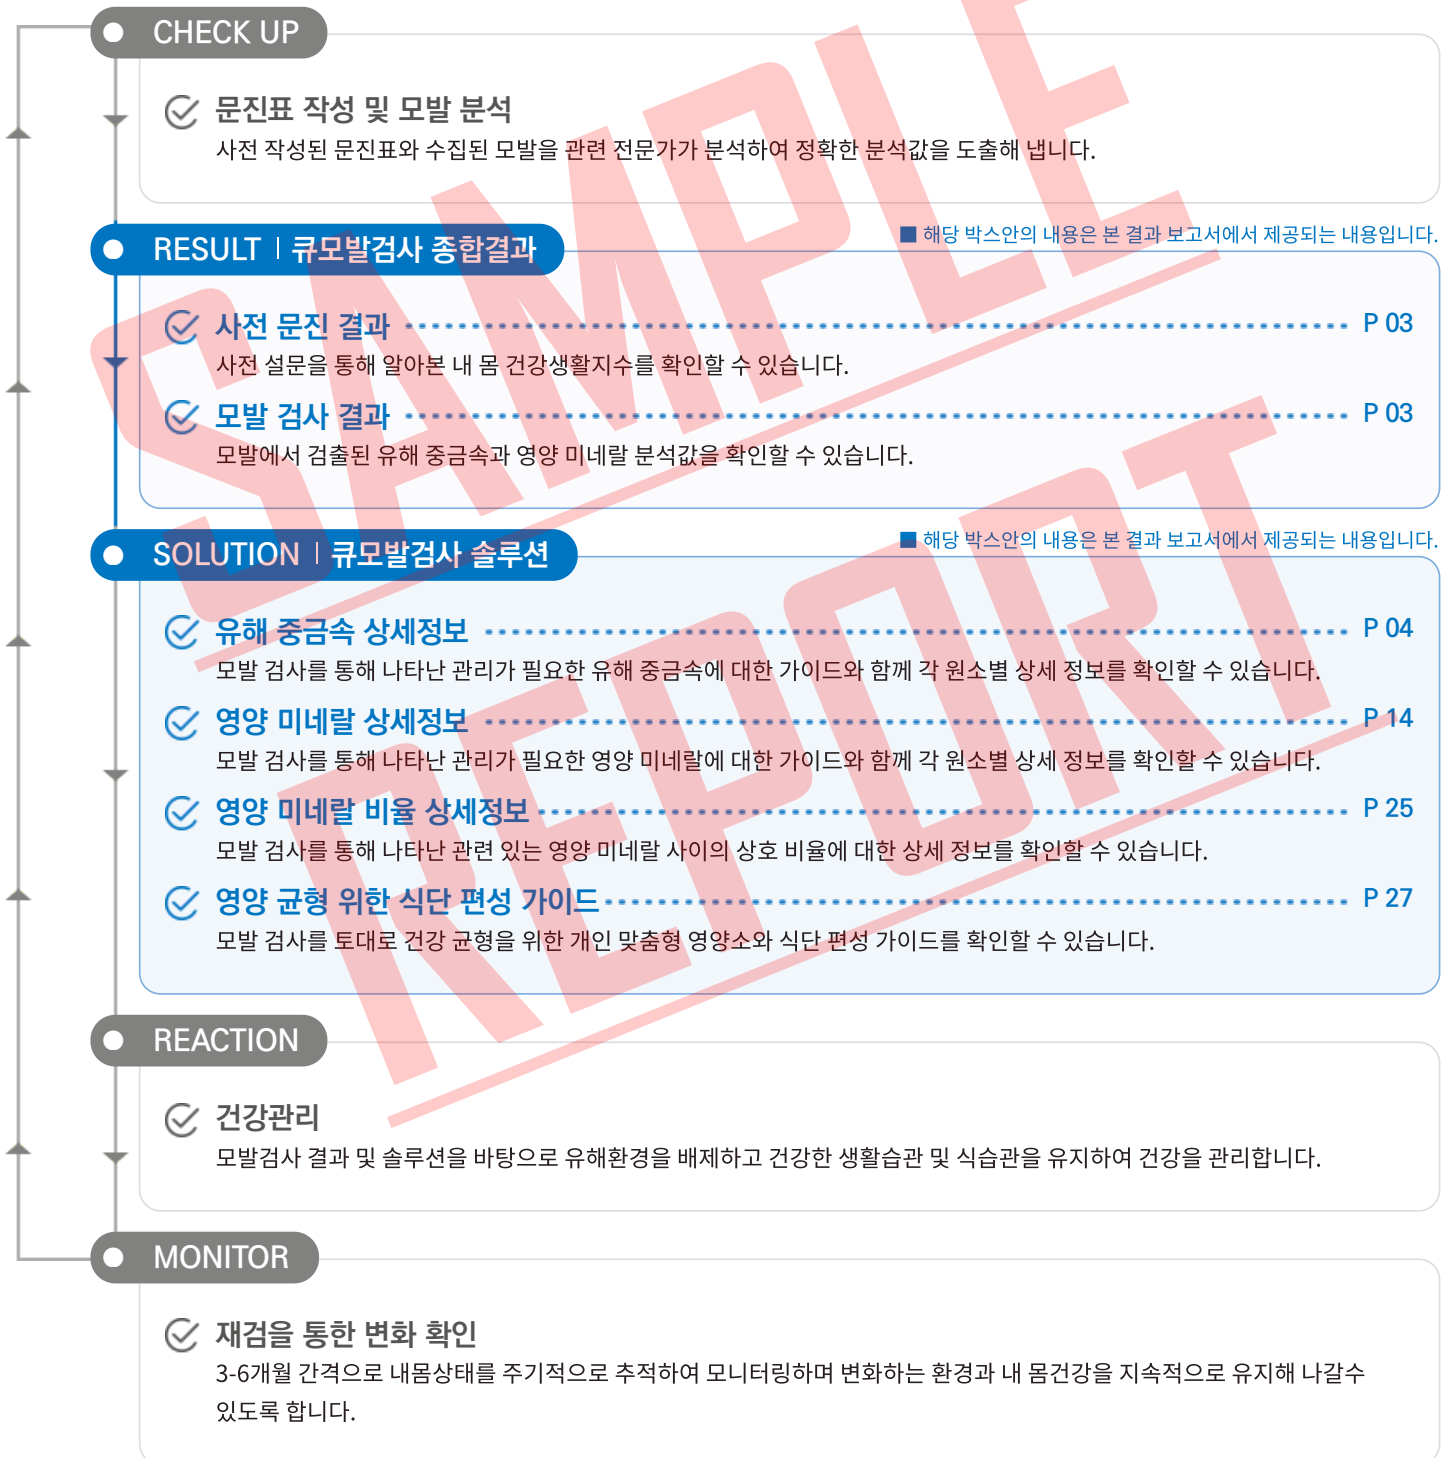 CHECK UP
문진표 작성 및 모발 분석
사전 작성된 문진표와 수집된 모발을 관련 전문가가 분석하여 정확한 분석값을 도출해 냅니다.
RESULT | 큐모발검사 종합결과
■ 해당 박스안의 내용은 본 결과 보고서에서 제공되는 내용입니다.
사전 문진 결과 P 03
사전 설문을 통해 알아본 내 몸 건강생활지수를 확인할 수 있습니다.
모발 검사 결과 P 03
모발에서 검출된 유해 중금속과 영양 미네랄 분석값을 확인할 수 있습니다.
SOLUTION | 큐모발검사 솔루션
■ 해당 박스안의 내용은 본 결과 보고서에서 제공되는 내용입니다.
유해 중금속 상세정보 P 04
모발 검사를 통해 나타난 관리가 필요한 유해 중금속에 대한 가이드와 함께 각 원소별 상세 정보를 확인할 수 있습니다.
영양 미네랄 상세정보 P 14
모발 검사를 통해 나타난 관리가 필요한 영양 미네랄에 대한 가이드와 함께 각 원소별 상세 정보를 확인할 수 있습니다.
영양 미네랄 비율 상세정보 P 25
모발 검사를 통해 나타난 관련 있는 영양 미네랄 사이의 상호 비율에 대한 상세 정보를 확인할 수 있습니다.
영양 균형 위한 식단 편성 가이드 P 27
모발 검사를 토대로 건강 균형을 위한 개인 맞춤형 영양소와 식단 편성 가이드를 확인할 수 있습니다.
REACTION
건강관리
모발검사 결과 및 솔루션을 바탕으로 유해환경을 배제하고 건강한 생활습관 및 식습관을 유지하여 건강을 관리합니다.
MONITOR
재검을 통한 변화 확인
3-6개월 간격으로 내몸상태를 주기적으로 추적하여 모니터링하며 변화하는 환경과 내 몸건강을 지속적으로 유지해 나갈수
있도록 합니다.
SAMPLE
REPORT